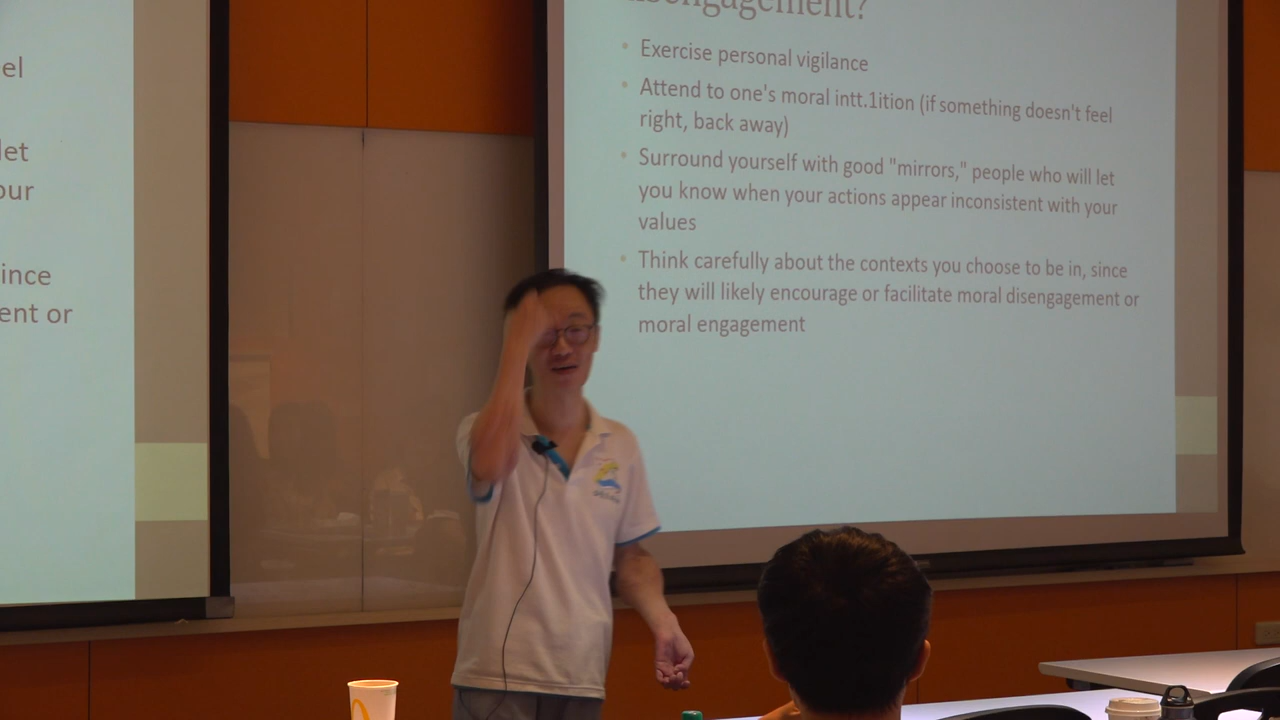 el
let
our
ince
ent or
isengagement?
• Exercise personal vigilance
• Attend to one's moral intt.1ition (if something doesn't feel
right, back away)
• Surround yourself with good "mirrors," people who will let
you know when your actions appear inconsistent with your
values
• Think carefully about the contexts you choose to be in, since
they will likely encourage or facilitate moral disengagement or
moral engagement